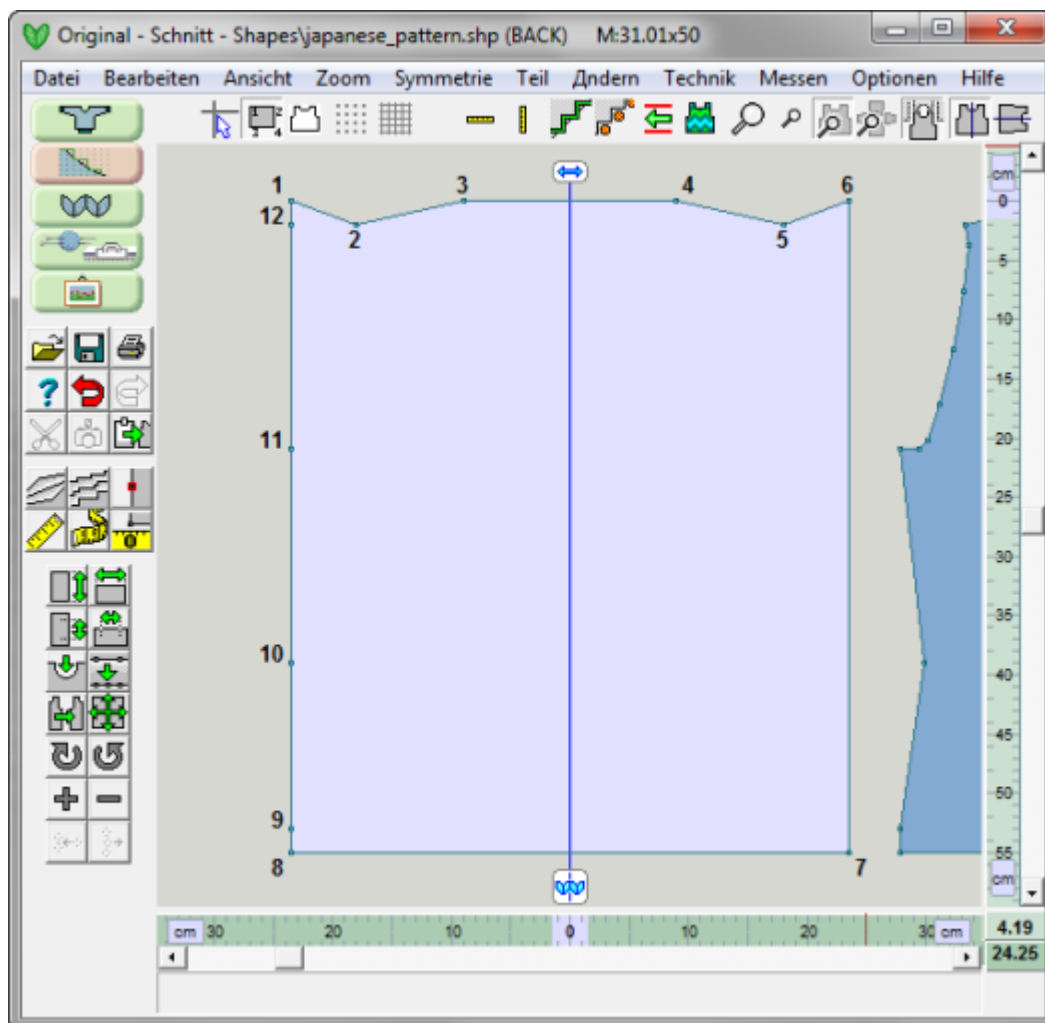 Original - Schnitt - Shapes\japanese_pattern.shp (BACK) M:31.01x50
Datei Bearbeiten Ansicht Zoom Symmetrie Teil Дndern Technik Messen Optionen Hilfe
1 3 4 6
12 2 5
11
10
9
8 7
cm
0
5
10
15
20
25
30
35
40
45
50
55
cm
cm 30 20 10 0 10 20 30 cm
4.19
24.25